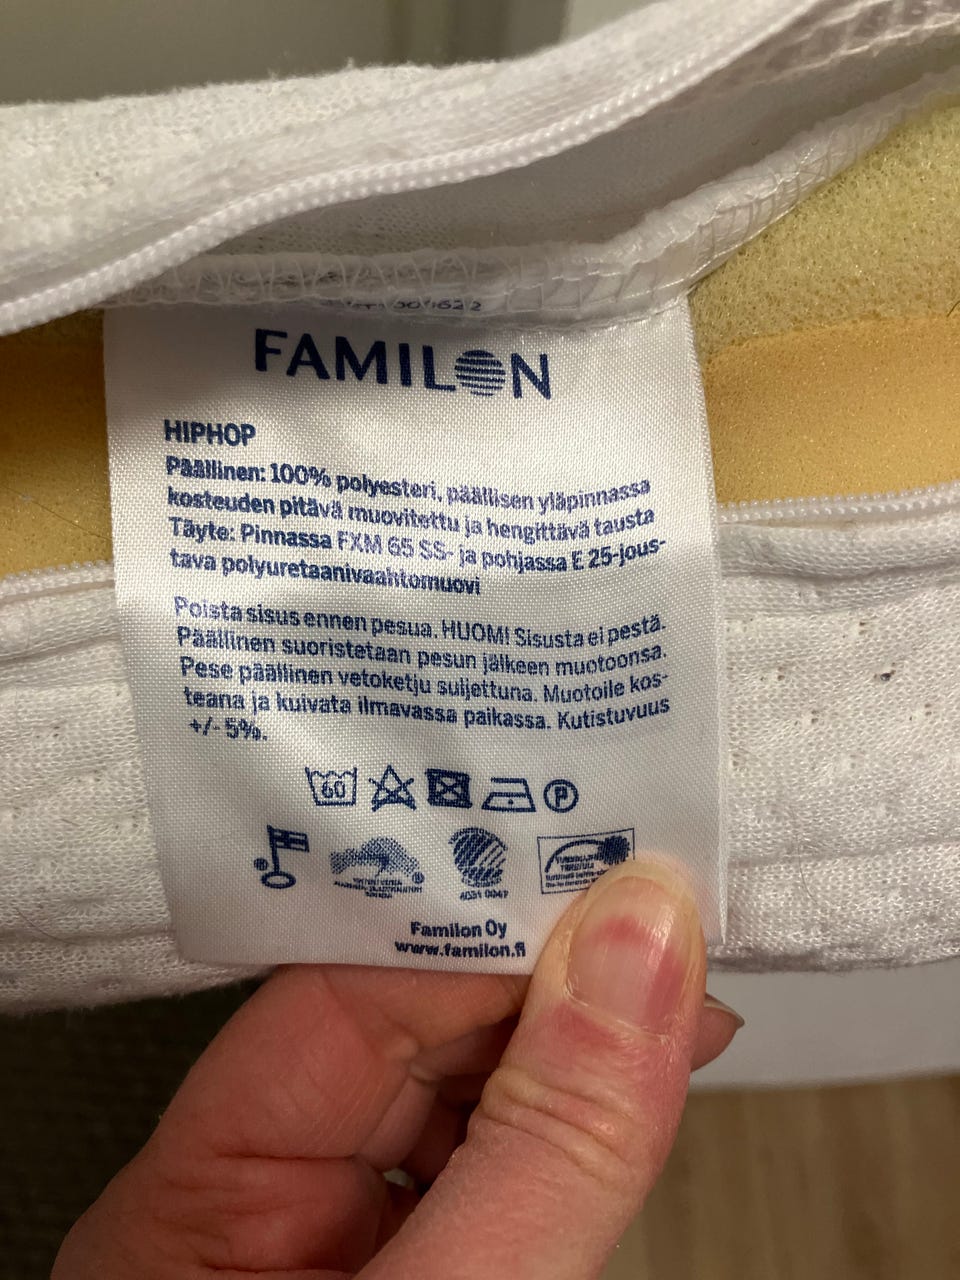 FAMILON
HIPHOP
Päällinen: 100% polyesteri, päällisen yläpinnassa
kosteuden pitävä muovitettu ja hengittävä tausta
Täyte: Pinnassa FXM 65 SS- ja pohjassa E 25-jous-
tava polyuretaanivaahtomuovi
Poista sisus ennen pesua. HUOM! Sisusta ei pestä.
Päällinen suoristetaan pesun jälkeen muotoonsa.
Pese päällinen vetoketju suljettuna. Muotoile kos-
teana ja kuivata ilmavassa paikassa. Kutistuvuus
+/- 5%.
60 P
Familon Oy
www.familon.fi